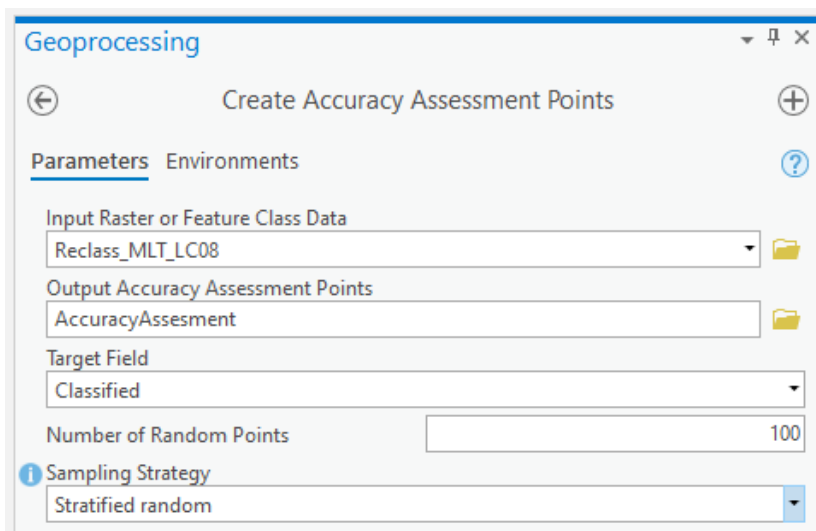 Geoprocessing
Create Accuracy Assessment Points
Parameters Environments
Input Raster or Feature Class Data
Reclass_MLT_LC08
Output Accuracy Assessment Points
AccuracyAssesment
Target Field
Classified
Number of Random Points 100
Sampling Strategy
Stratified random